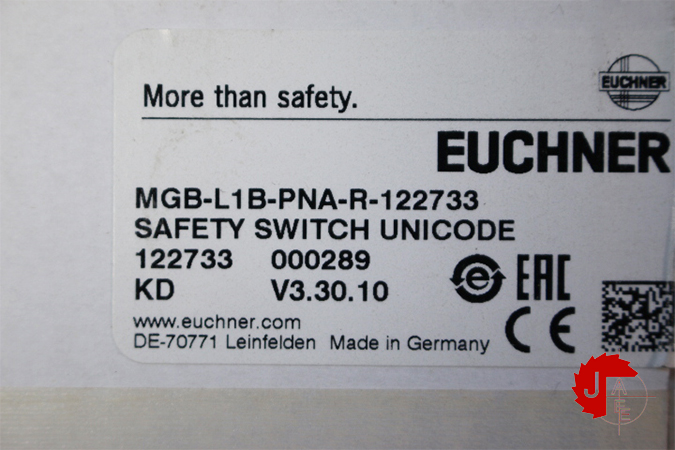 More than safety.
EUCHNER
EUCHNER
MGB-L1B-PNA-R-122733
SAFETY SWITCH UNICODE
122733 000289
KD V3.30.10
e EAC
CE
www.euchner.com
DE-70771 Leinfelden Made in Germany
J